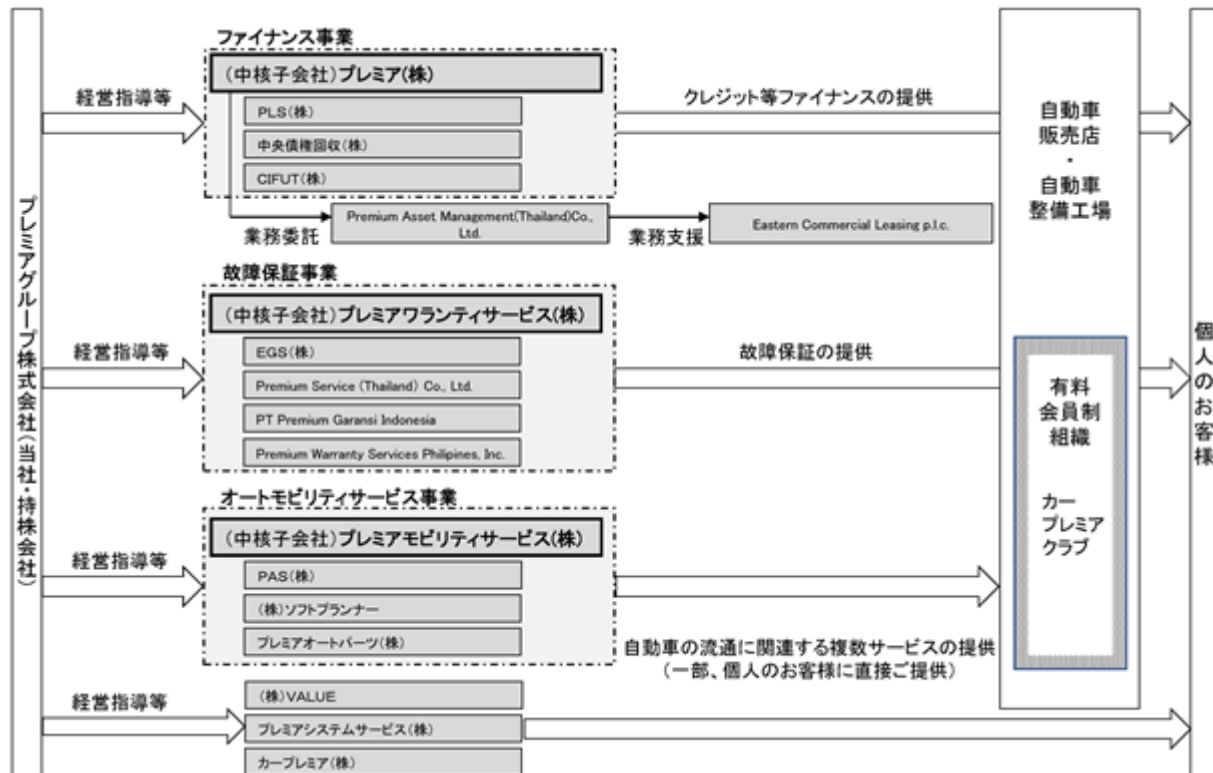 プレミアグループ株式会社(当社・持株会社)
ファイナンス事業
経営指導等
(中核子会社)プレミア(株)
PLS(株)
中央債権回収(株)
CIFUT(株)
クレジット等ファイナンスの提供
業務委託
Premium Asset Management(Thailand)Co.,
Ltd.
業務支援
Eastern Commercial Leasing p.l.c.
故障保証事業
経営指導等
(中核子会社)プレミアワランティサービス(株)
EGS(株)
Premium Service (Thailand) Co., Ltd.
PT Premium Garansi Indonesia
Premium Warranty Services Philipines, Inc.
故障保証の提供
オートモビリティサービス事業
経営指導等
(中核子会社)プレミアモビリティサービス(株)
PAS(株)
(株)ソフトプランナー
プレミアオートパーツ(株)
自動車の流通に関連する複数サービスの提供
(一部、個人のお客様に直接ご提供)
経営指導等
(株)VALUE
プレミアシステムサービス(株)
カープレミア(株)
自動車
販売店
・
自動車
整備工場
有料
会員制
組織
カー
プレミア
クラブ
個人のお客様